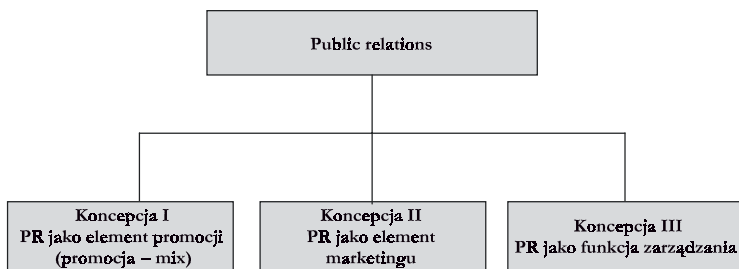 Public relations
Koncepcja I
PR jako element promocji
(promocja – mix)
Koncepcja II
PR jako element
marketingu
Koncepcja III
PR jako funkcja zarządzania